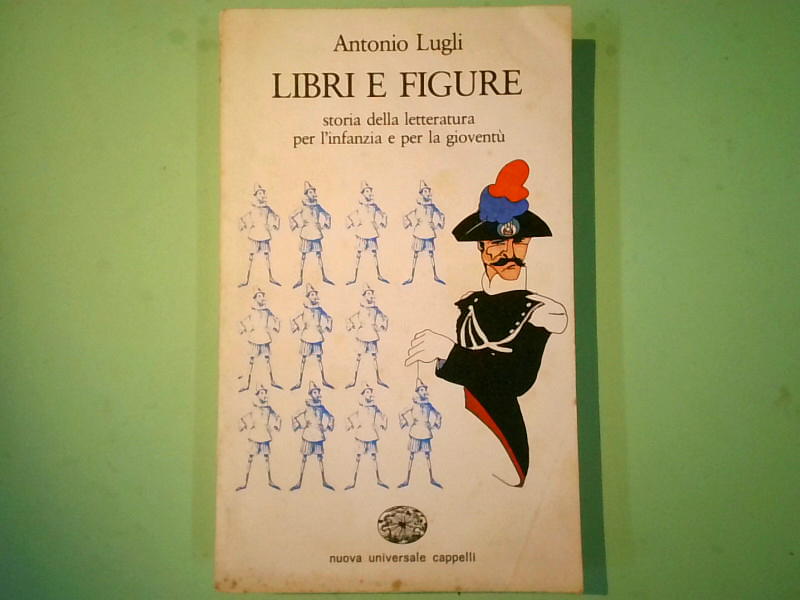 Antonio Lugli
LIBRI E FIGURE
storia della letteratura
per l'infanzia e per la gioventù
nuova universale cappelli